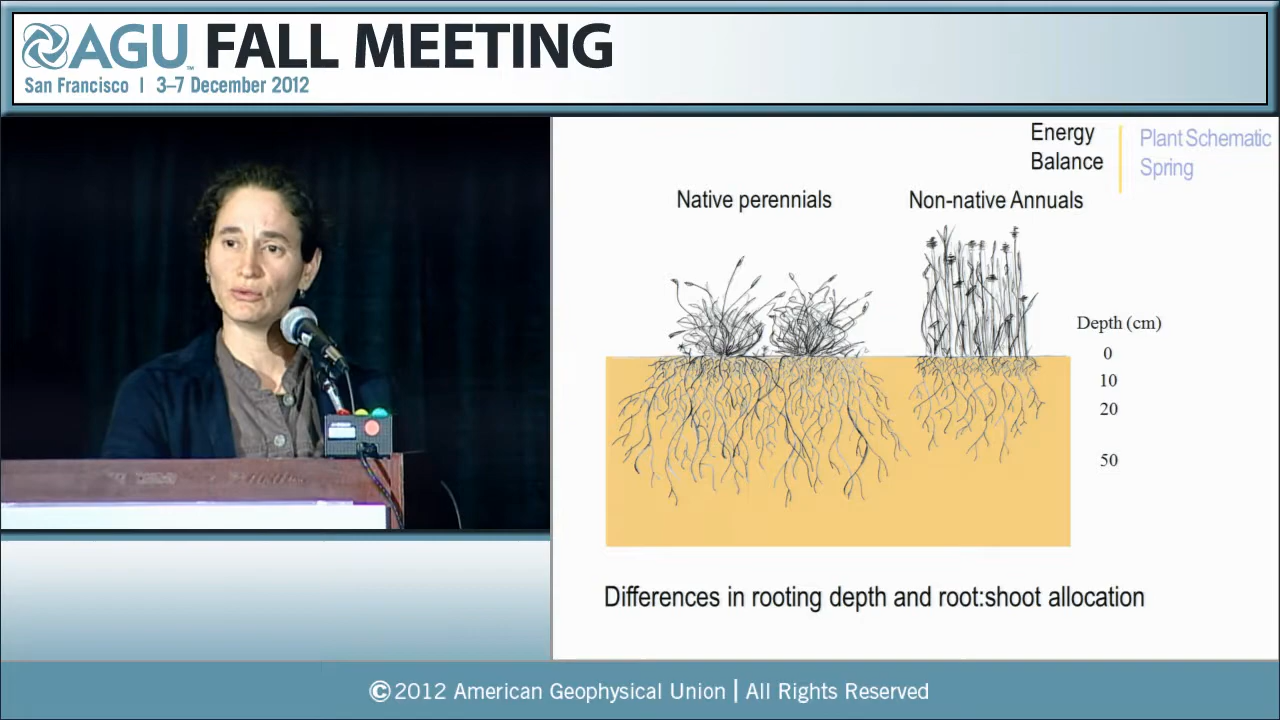 AGU™ FALL MEETING
San Francisco | 3–7 December 2012
Energy
Balance
Plant Schematic
Spring
Native perennials
Non-native Annuals
Depth (cm)
0
10
20
50
Differences in rooting depth and root:shoot allocation
©2012 American Geophysical Union | All Rights Reserved